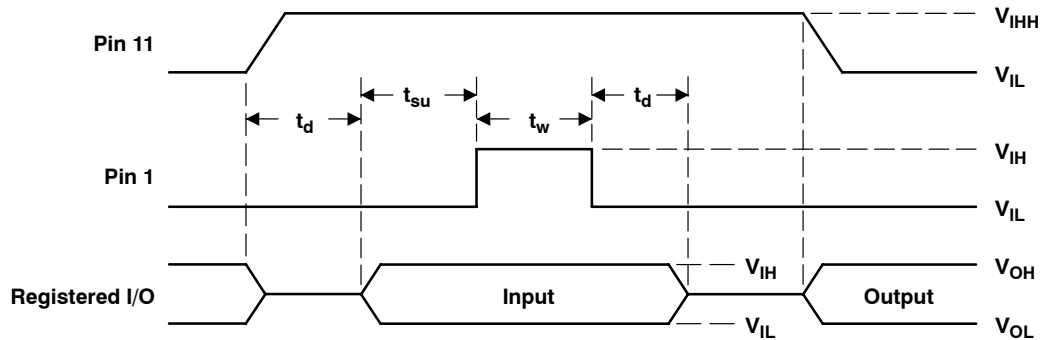 Pin 11
V_IHH
V_IL
t_d
t_su
t_w
t_d
Pin 1
V_IH
V_IL
Registered I/O
Input
V_IH
V_IL
Output
V_OH
V_OL